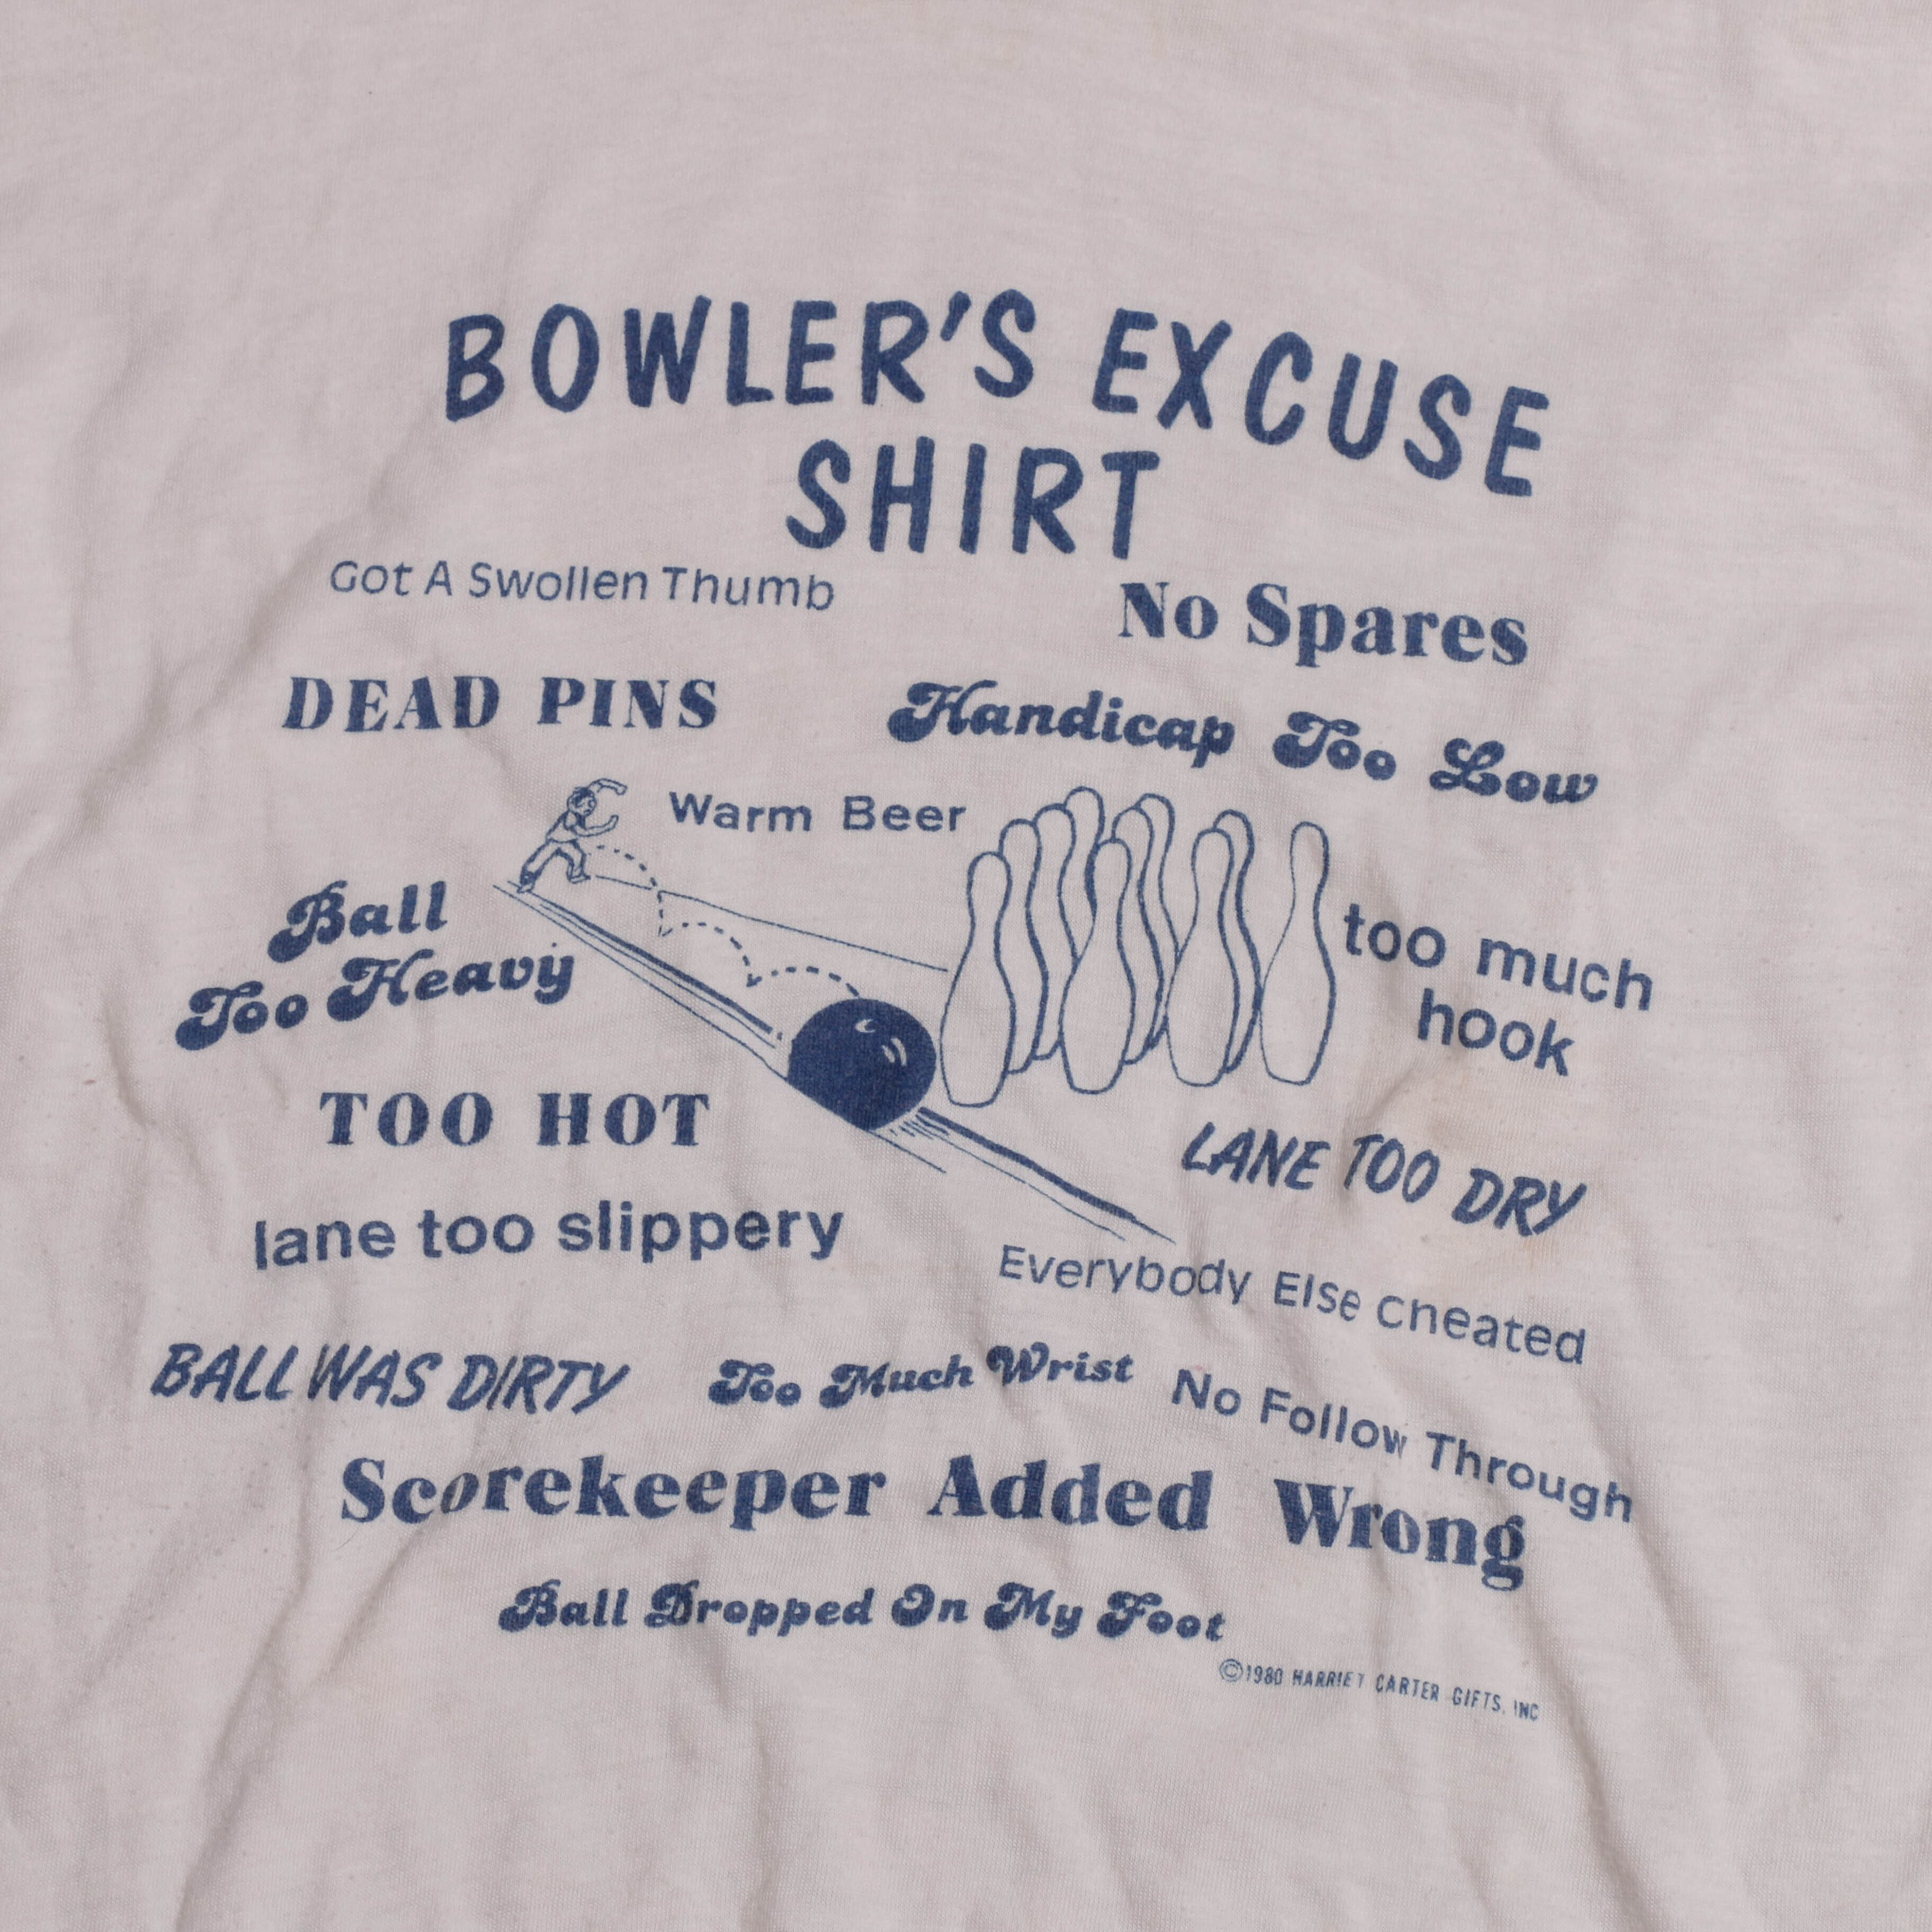 BOWLER'S EXCUSE
SHIRT
Got A Swollen Thumb
No Spares
DEAD PINS
Handicap Too Low
Warm Beer
Ball
Too Heavy
too much
hook
TOO HOT
LANE TOO DRY
lane too slippery
Everybody Else Cheated
BALL WAS DIRTY
Too Much Wrist
No Follow Through
Scorekeeper Added Wrong
Ball Dropped On My Foot
©1980 HARRIET CARTER GIFTS, INC